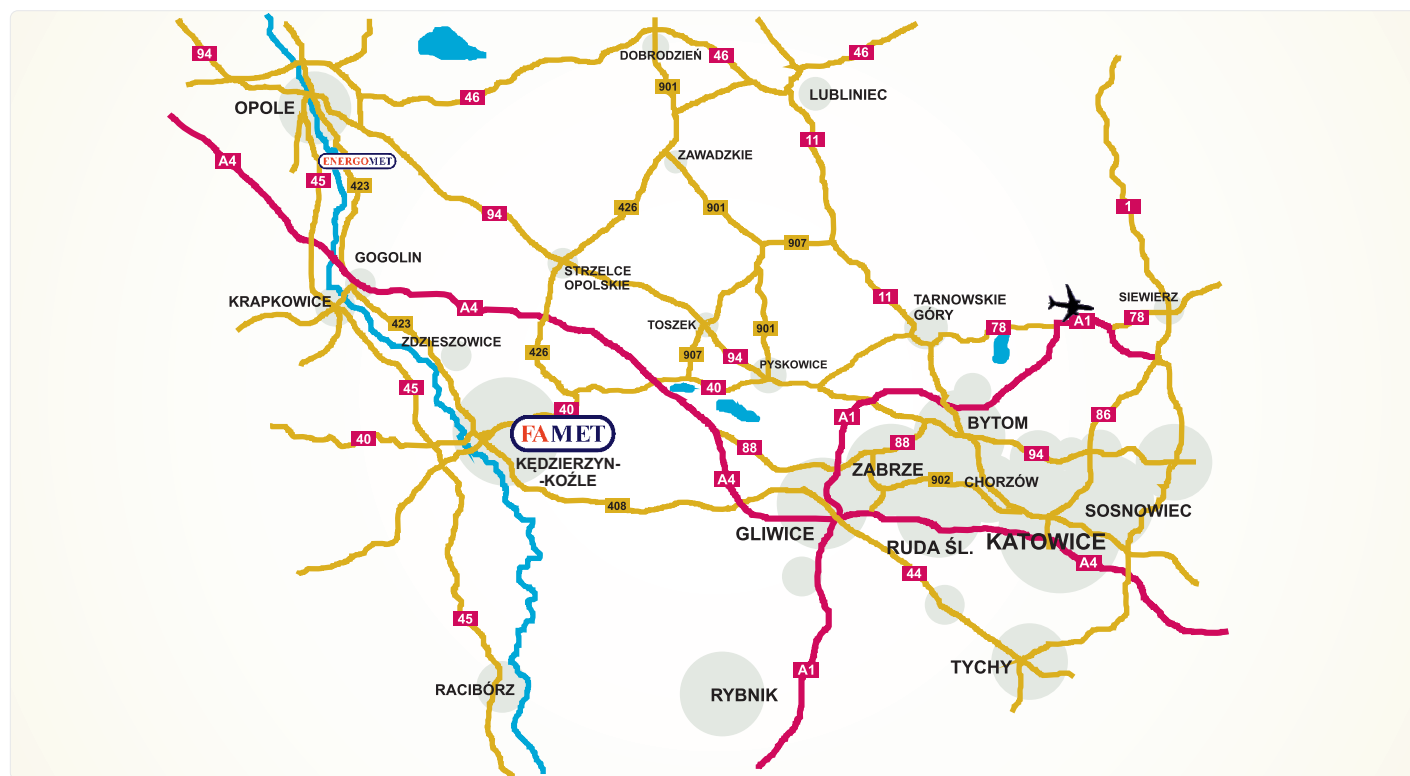 94
46
46
DOBRODZIEŃ
901
46
LUBLINIEC
OPOLE
11
A4
ENERGOMET
ZAWADZKIE
45
423
94
426
901
1
907
GOGOLIN
STRZELCE
OPOLSKIE
KRAPKOWICE
A4
11
TARNOWSKIE
GÓRY
SIEWIERZ
78
A1
78
423
TOSZEK
901
ZDZIESZOWICE
426
907
94
PYSKOWICE
45
40
40
A1
86
BYTOM
FAMET
40
88
88
94
KĘDZIERZYN-
-KOŹLE
ZABRZE
902
CHORZÓW
A4
408
SOSNOWIEC
GLIWICE
RUDA ŚL.
KATOWICE
A4
44
45
TYCHY
A1
RACIBÓRZ
RYBNIK